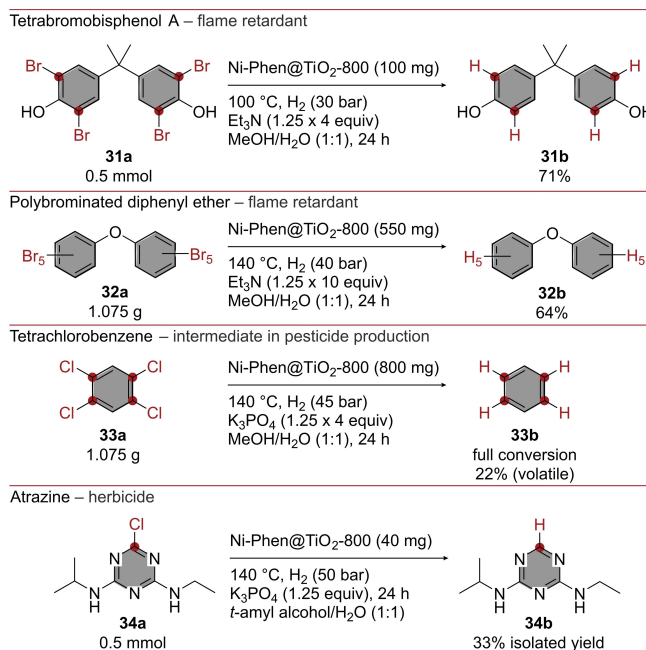 Tetrabromobisphenol A – flame retardant
Br
Br
HO
OH
Br
Br
31a
0.5 mmol
Ni-Phen@TiO2-800 (100 mg)
100 °C, H2 (30 bar)
Et3N (1.25 x 4 equiv)
MeOH/H2O (1:1), 24 h
H
H
HO
OH
H
H
31b
71%
Polybrominated diphenyl ether – flame retardant
Br5
O
Br5
32a
1.075 g
Ni-Phen@TiO2-800 (550 mg)
140 °C, H2 (40 bar)
Et3N (1.25 x 10 equiv)
MeOH/H2O (1:1), 24 h
H5
O
H5
32b
64%
Tetrachlorobenzene – intermediate in pesticide production
Cl
Cl
Cl
Cl
33a
1.075 g
Ni-Phen@TiO2-800 (800 mg)
140 °C, H2 (45 bar)
K3PO4 (1.25 x 4 equiv)
MeOH/H2O (1:1), 24 h
H
H
H
H
33b
full conversion
22% (volatile)
Atrazine – herbicide
Cl
N
N
N
N
H
N
H
34a
0.5 mmol
Ni-Phen@TiO2-800 (40 mg)
140 °C, H2 (50 bar)
K3PO4 (1.25 equiv), 24 h
t-amyl alcohol/H2O (1:1)
H
N
N
N
N
H
N
H
34b
33% isolated yield